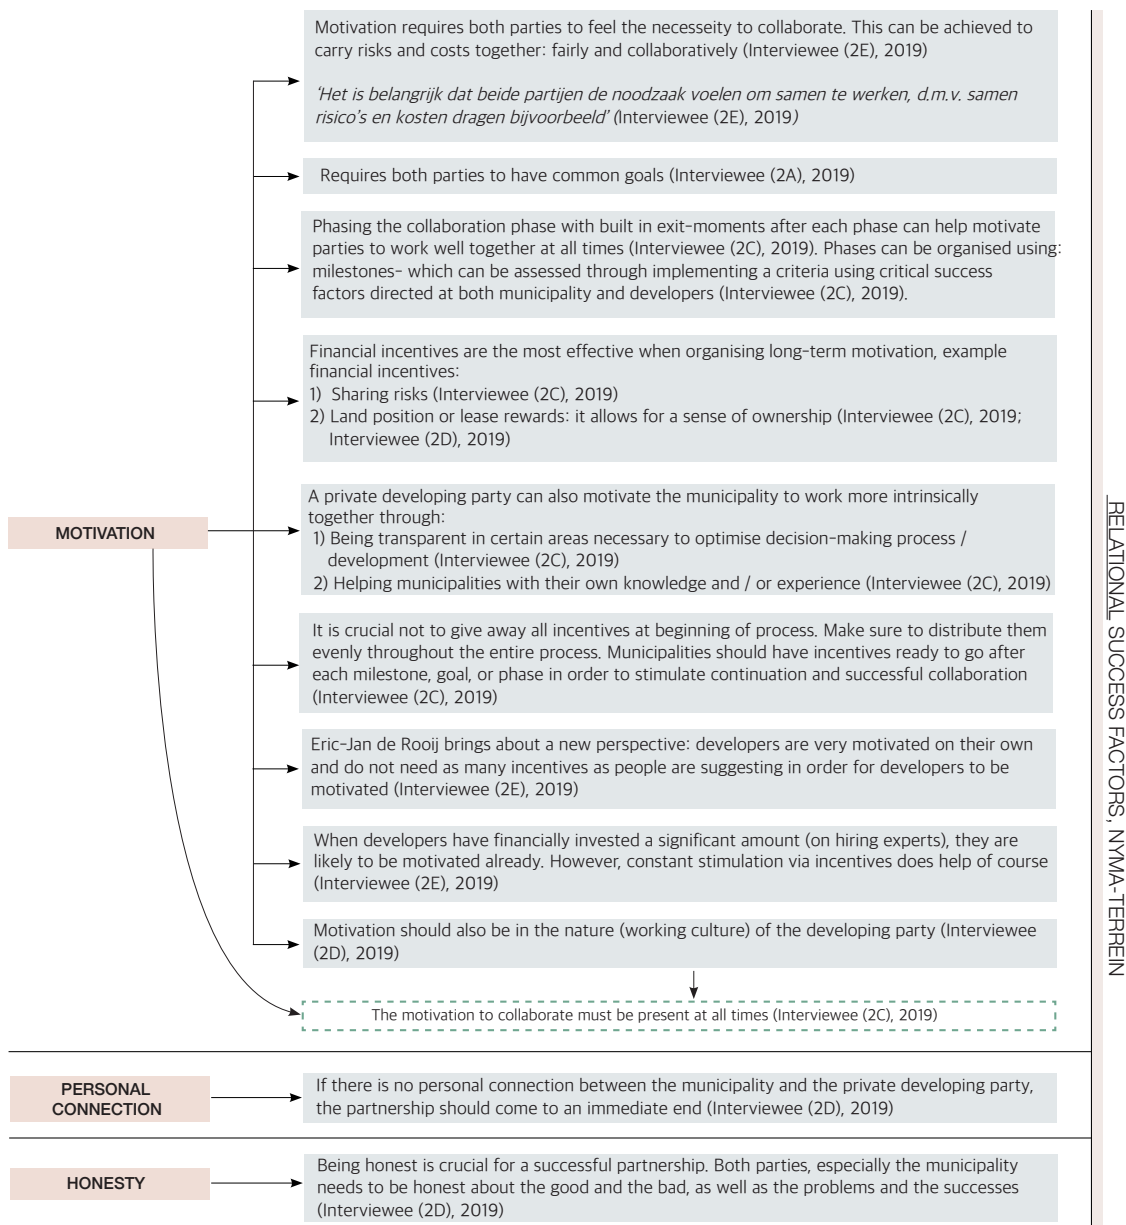 Motivation requires both parties to feel the necesseity to collaborate. This can be achieved to
carry risks and costs together: fairly and collaboratively (Interviewee (2E), 2019)
‘Het is belangrijk dat beide partijen de noodzaak voelen om samen te werken, d.m.v. samen
risico's en kosten dragen bijvoorbeeld’ (Interviewee (2E), 2019)
Requires both parties to have common goals (Interviewee (2A), 2019)
Phasing the collaboration phase with built in exit-moments after each phase can help motivate
parties to work well together at all times (Interviewee (2C), 2019). Phases can be organised using:
milestones- which can be assessed through implementing a criteria using critical success
factors directed at both municipality and developers (Interviewee (2C), 2019).
Financial incentives are the most effective when organising long-term motivation, example
financial incentives:
1) Sharing risks (Interviewee (2C), 2019)
2) Land position or lease rewards: it allows for a sense of ownership (Interviewee (2C), 2019;
Interviewee (2D), 2019)
MOTIVATION
A private developing party can also motivate the municipality to work more intrinsically
together through:
1) Being transparent in certain areas necessary to optimise decision-making process /
development (Interviewee (2C), 2019)
2) Helping municipalities with their own knowledge and / or experience (Interviewee (2C), 2019)
It is crucial not to give away all incentives at beginning of process. Make sure to distribute them
evenly throughout the entire process. Municipalities should have incentives ready to go after
each milestone, goal, or phase in order to stimulate continuation and successful collaboration
(Interviewee (2C), 2019)
Eric-Jan de Rooij brings about a new perspective: developers are very motivated on their own
and do not need as many incentives as people are suggesting in order for developers to be
motivated (Interviewee (2E), 2019)
When developers have financially invested a significant amount (on hiring experts), they are
likely to be motivated already. However, constant stimulation via incentives does help of course
(Interviewee (2E), 2019)
Motivation should also be in the nature (working culture) of the developing party (Interviewee
(2D), 2019)
The motivation to collaborate must be present at all times (Interviewee (2C), 2019)
PERSONAL
CONNECTION
If there is no personal connection between the municipality and the private developing party,
the partnership should come to an immediate end (Interviewee (2D), 2019)
HONESTY
Being honest is crucial for a successful partnership. Both parties, especially the municipality
needs to be honest about the good and the bad, as well as the problems and the successes
(Interviewee (2D), 2019)
RELATIONAL SUCCESS FACTORS, NYMA-TERREIN